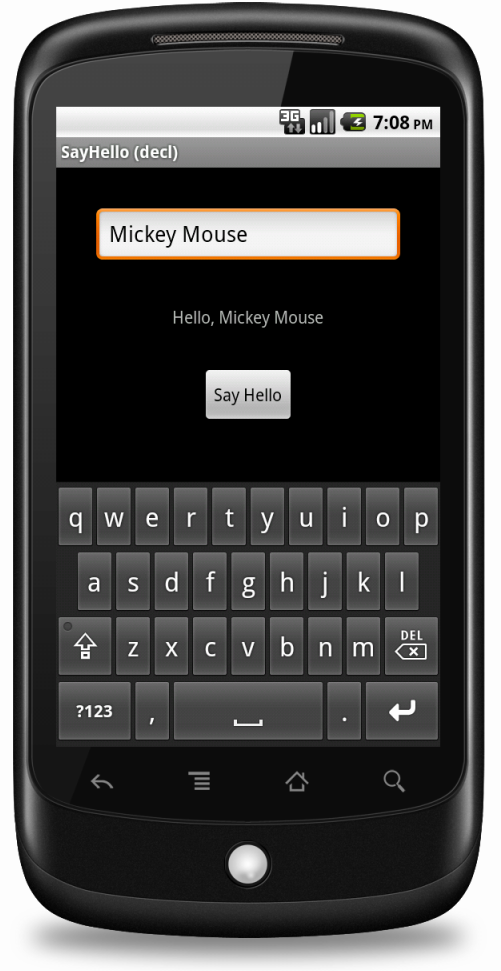 3G 7:08 PM
SayHello (decl)
Mickey Mouse
Hello, Mickey Mouse
Say Hello
q w e r t y u i o p
a s d f g h j k l
z x c v b n m DEL
?123 , .